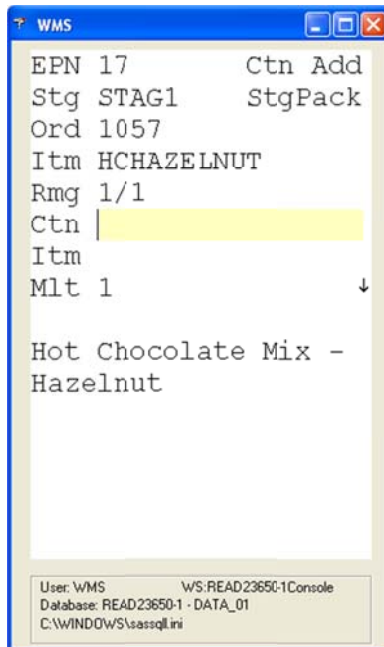 WMS
EPN 17 Ctn Add
Stg STAG1 StgPack
Ord 1057
Itm HCHAZELNUT
Rmg 1/1
Ctn
Itm
Mlt 1 ↓
Hot Chocolate Mix -
Hazelnut
User: WMS WS:READ23650-1Console
Database: READ23650-1 - DATA_01
C:\WINDOWS\sassqll.ini